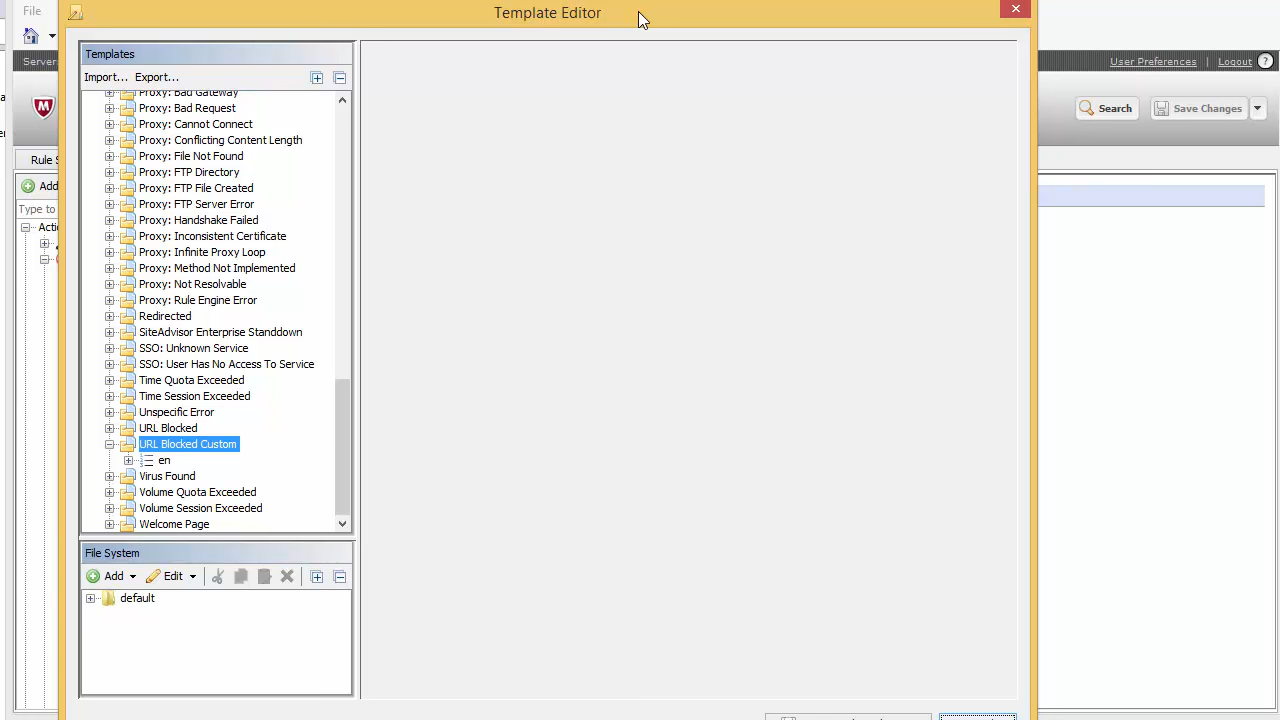 File
Template Editor
Servers
User Preferences | Logout ?
Search
Save Changes
Rule S
Add
Type to
Acti
Templates
Import... Export...
Proxy: Bad Gateway
Proxy: Bad Request
Proxy: Cannot Connect
Proxy: Conflicting Content Length
Proxy: File Not Found
Proxy: FTP Directory
Proxy: FTP File Created
Proxy: FTP Server Error
Proxy: Handshake Failed
Proxy: Inconsistent Certificate
Proxy: Infinite Proxy Loop
Proxy: Method Not Implemented
Proxy: Not Resolvable
Proxy: Rule Engine Error
Redirected
SiteAdvisor Enterprise Standdown
SSO: Unknown Service
SSO: User Has No Access To Service
Time Quota Exceeded
Time Session Exceeded
Unspecific Error
URL Blocked
URL Blocked Custom
en
Virus Found
Volume Quota Exceeded
Volume Session Exceeded
Welcome Page
File System
Add Edit
default